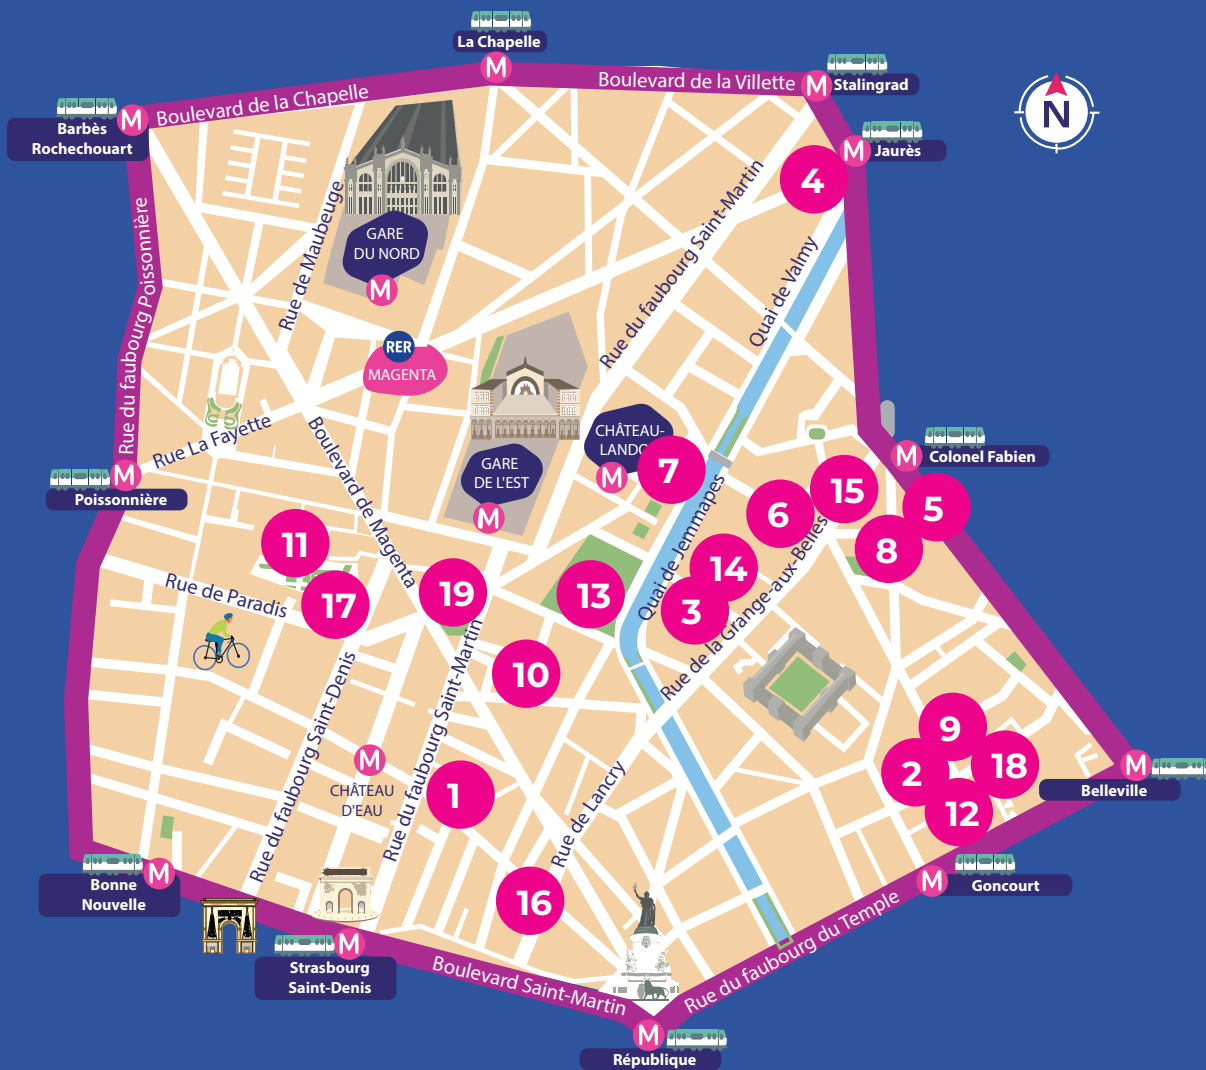 La Chapelle
M
Boulevard de la Villette
M
Stalingrad
Barbès
Rochechouart
M
Boulevard de la Chapelle
N
M
Jaurès
4
Rue du faubourg Poissonnière
Rue de Maubeuge
GARE
DU NORD
M
Rue du faubourg Saint-Martin
Quai de Valmy
RER
MAGENTA
Rue La Fayette
Boulevard de Magenta
CHÂTEAU-
LANDO
M
7
GARE
DE L'EST
M
M
Colonel Fabien
M
Poissonnière
15
6
5
8
11
Quai de Jemmapes
14
Rue de Paradis
17
19
13
3
Rue de la Grange-aux-Belles
10
Rue du faubourg Saint-Denis
Rue du faubourg Saint-Martin
9
2
18
12
M
Belleville
M
CHÂTEAU
D'EAU
1
Rue de Lancry
M
Bonne
Nouvelle
16
M
Goncourt
M
Strasbourg
Saint-Denis
Boulevard Saint-Martin
Rue du faubourg du Temple
M
République